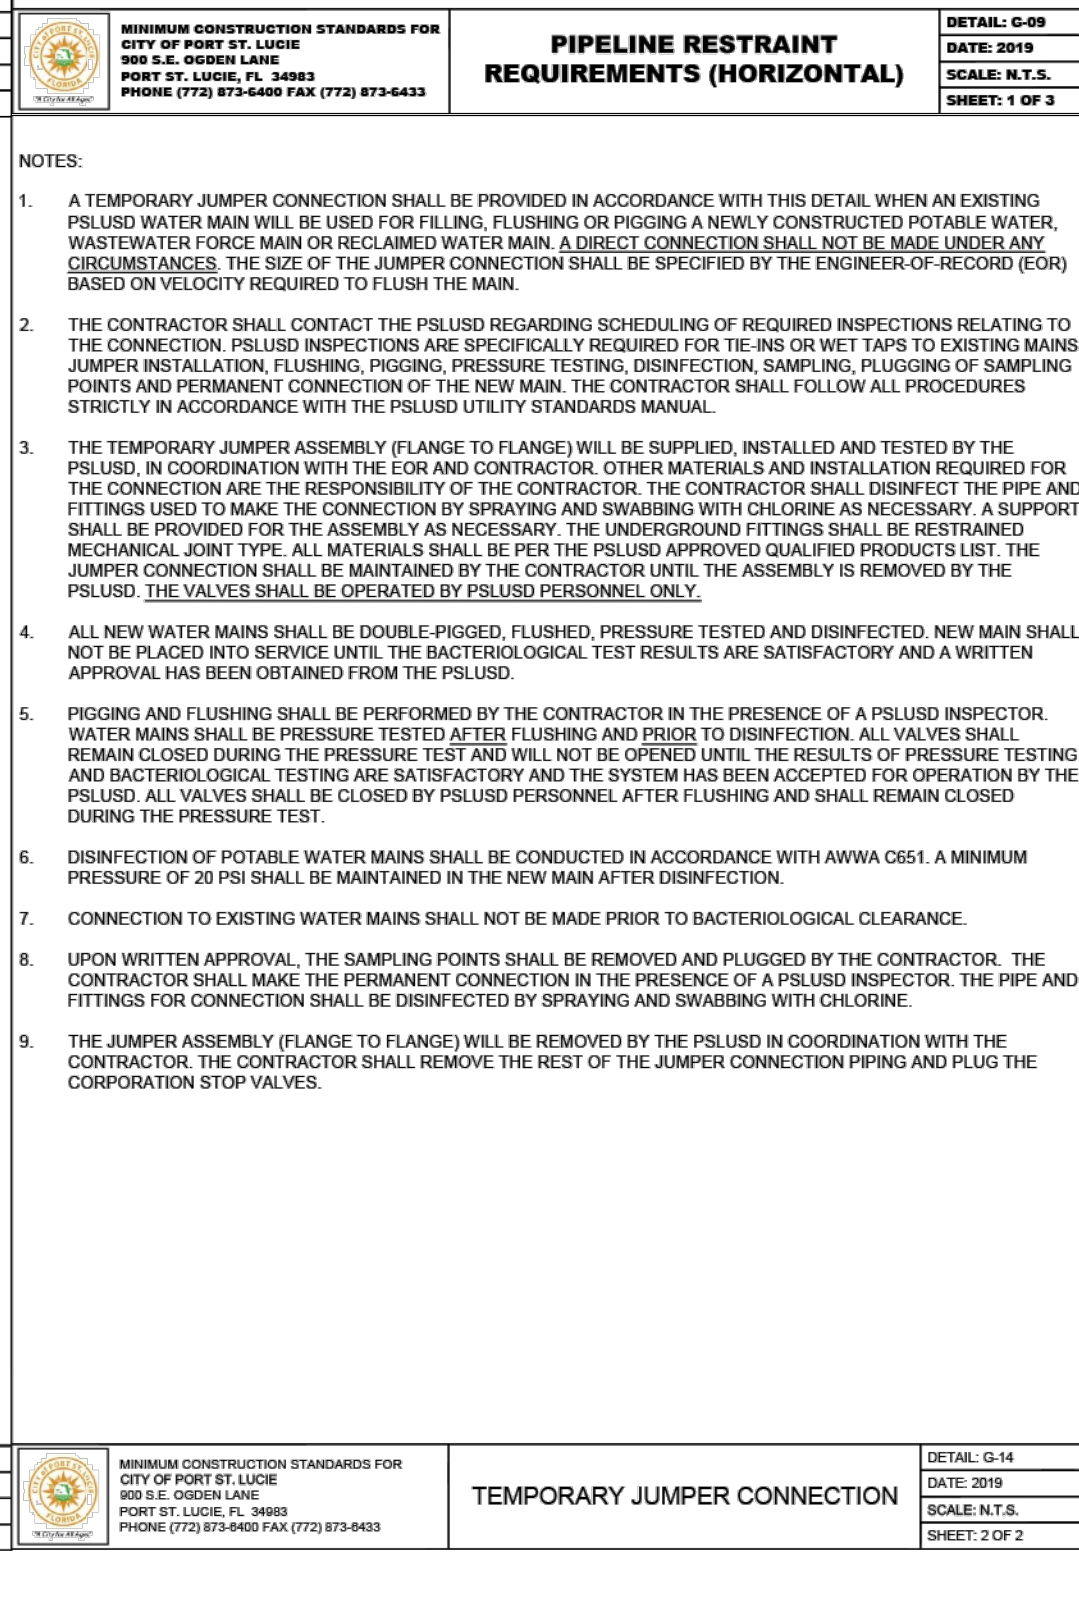 MINIMUM CONSTRUCTION STANDARDS FOR
CITY OF PORT ST. LUCIE
900 S.E. OGDEN LANE
PORT ST. LUCIE, FL 34983
PHONE (772) 873-6400 FAX (772) 873-6433
CITY OF PORT ST. LUCIE
FLORIDA
"A City for All Ages"
PIPELINE RESTRAINT
REQUIREMENTS (HORIZONTAL)
DETAIL: G-09
DATE: 2019
SCALE: N.T.S.
SHEET: 1 OF 3
NOTES:
1. A TEMPORARY JUMPER CONNECTION SHALL BE PROVIDED IN ACCORDANCE WITH THIS DETAIL WHEN AN EXISTING
PSLUSD WATER MAIN WILL BE USED FOR FILLING, FLUSHING OR PIGGING A NEWLY CONSTRUCTED POTABLE WATER,
WASTEWATER FORCE MAIN OR RECLAIMED WATER MAIN. A DIRECT CONNECTION SHALL NOT BE MADE UNDER ANY
CIRCUMSTANCES. THE SIZE OF THE JUMPER CONNECTION SHALL BE SPECIFIED BY THE ENGINEER-OF-RECORD (EOR)
BASED ON VELOCITY REQUIRED TO FLUSH THE MAIN.
2. THE CONTRACTOR SHALL CONTACT THE PSLUSD REGARDING SCHEDULING OF REQUIRED INSPECTIONS RELATING TO
THE CONNECTION. PSLUSD INSPECTIONS ARE SPECIFICALLY REQUIRED FOR TIE-INS OR WET TAPS TO EXISTING MAINS
JUMPER INSTALLATION, FLUSHING, PIGGING, PRESSURE TESTING, DISINFECTION, SAMPLING, PLUGGING OF SAMPLING
POINTS AND PERMANENT CONNECTION OF THE NEW MAIN. THE CONTRACTOR SHALL FOLLOW ALL PROCEDURES
STRICTLY IN ACCORDANCE WITH THE PSLUSD UTILITY STANDARDS MANUAL.
3. THE TEMPORARY JUMPER ASSEMBLY (FLANGE TO FLANGE) WILL BE SUPPLIED, INSTALLED AND TESTED BY THE
PSLUSD, IN COORDINATION WITH THE EOR AND CONTRACTOR. OTHER MATERIALS AND INSTALLATION REQUIRED FOR
THE CONNECTION ARE THE RESPONSIBILITY OF THE CONTRACTOR. THE CONTRACTOR SHALL DISINFECT THE PIPE AND
FITTINGS USED TO MAKE THE CONNECTION BY SPRAYING AND SWABBING WITH CHLORINE AS NECESSARY. A SUPPORT
SHALL BE PROVIDED FOR THE ASSEMBLY AS NECESSARY. THE UNDERGROUND FITTINGS SHALL BE RESTRAINED
MECHANICAL JOINT TYPE. ALL MATERIALS SHALL BE PER THE PSLUSD APPROVED QUALIFIED PRODUCTS LIST. THE
JUMPER CONNECTION SHALL BE MAINTAINED BY THE CONTRACTOR UNTIL THE ASSEMBLY IS REMOVED BY THE
PSLUSD. THE VALVES SHALL BE OPERATED BY PSLUSD PERSONNEL ONLY.
4. ALL NEW WATER MAINS SHALL BE DOUBLE-PIGGED, FLUSHED, PRESSURE TESTED AND DISINFECTED. NEW MAIN SHALL
NOT BE PLACED INTO SERVICE UNTIL THE BACTERIOLOGICAL TEST RESULTS ARE SATISFACTORY AND A WRITTEN
APPROVAL HAS BEEN OBTAINED FROM THE PSLUSD.
5. PIGGING AND FLUSHING SHALL BE PERFORMED BY THE CONTRACTOR IN THE PRESENCE OF A PSLUSD INSPECTOR.
WATER MAINS SHALL BE PRESSURE TESTED AFTER FLUSHING AND PRIOR TO DISINFECTION. ALL VALVES SHALL
REMAIN CLOSED DURING THE PRESSURE TEST AND WILL NOT BE OPENED UNTIL THE RESULTS OF PRESSURE TESTING
AND BACTERIOLOGICAL TESTING ARE SATISFACTORY AND THE SYSTEM HAS BEEN ACCEPTED FOR OPERATION BY THE
PSLUSD. ALL VALVES SHALL BE CLOSED BY PSLUSD PERSONNEL AFTER FLUSHING AND SHALL REMAIN CLOSED
DURING THE PRESSURE TEST.
6. DISINFECTION OF POTABLE WATER MAINS SHALL BE CONDUCTED IN ACCORDANCE WITH AWWA C651. A MINIMUM
PRESSURE OF 20 PSI SHALL BE MAINTAINED IN THE NEW MAIN AFTER DISINFECTION.
7. CONNECTION TO EXISTING WATER MAINS SHALL NOT BE MADE PRIOR TO BACTERIOLOGICAL CLEARANCE.
8. UPON WRITTEN APPROVAL, THE SAMPLING POINTS SHALL BE REMOVED AND PLUGGED BY THE CONTRACTOR. THE
CONTRACTOR SHALL MAKE THE PERMANENT CONNECTION IN THE PRESENCE OF A PSLUSD INSPECTOR. THE PIPE AND
FITTINGS FOR CONNECTION SHALL BE DISINFECTED BY SPRAYING AND SWABBING WITH CHLORINE.
9. THE JUMPER ASSEMBLY (FLANGE TO FLANGE) WILL BE REMOVED BY THE PSLUSD IN COORDINATION WITH THE
CONTRACTOR. THE CONTRACTOR SHALL REMOVE THE REST OF THE JUMPER CONNECTION PIPING AND PLUG THE
CORPORATION STOP VALVES.
CITY OF PORT ST. LUCIE
FLORIDA
"A City for All Ages"
MINIMUM CONSTRUCTION STANDARDS FOR
CITY OF PORT ST. LUCIE
900 S.E. OGDEN LANE
PORT ST. LUCIE, FL 34983
PHONE (772) 873-6400 FAX (772) 873-6433
TEMPORARY JUMPER CONNECTION
DETAIL: G-14
DATE: 2019
SCALE: N.T.S.
SHEET: 2 OF 2